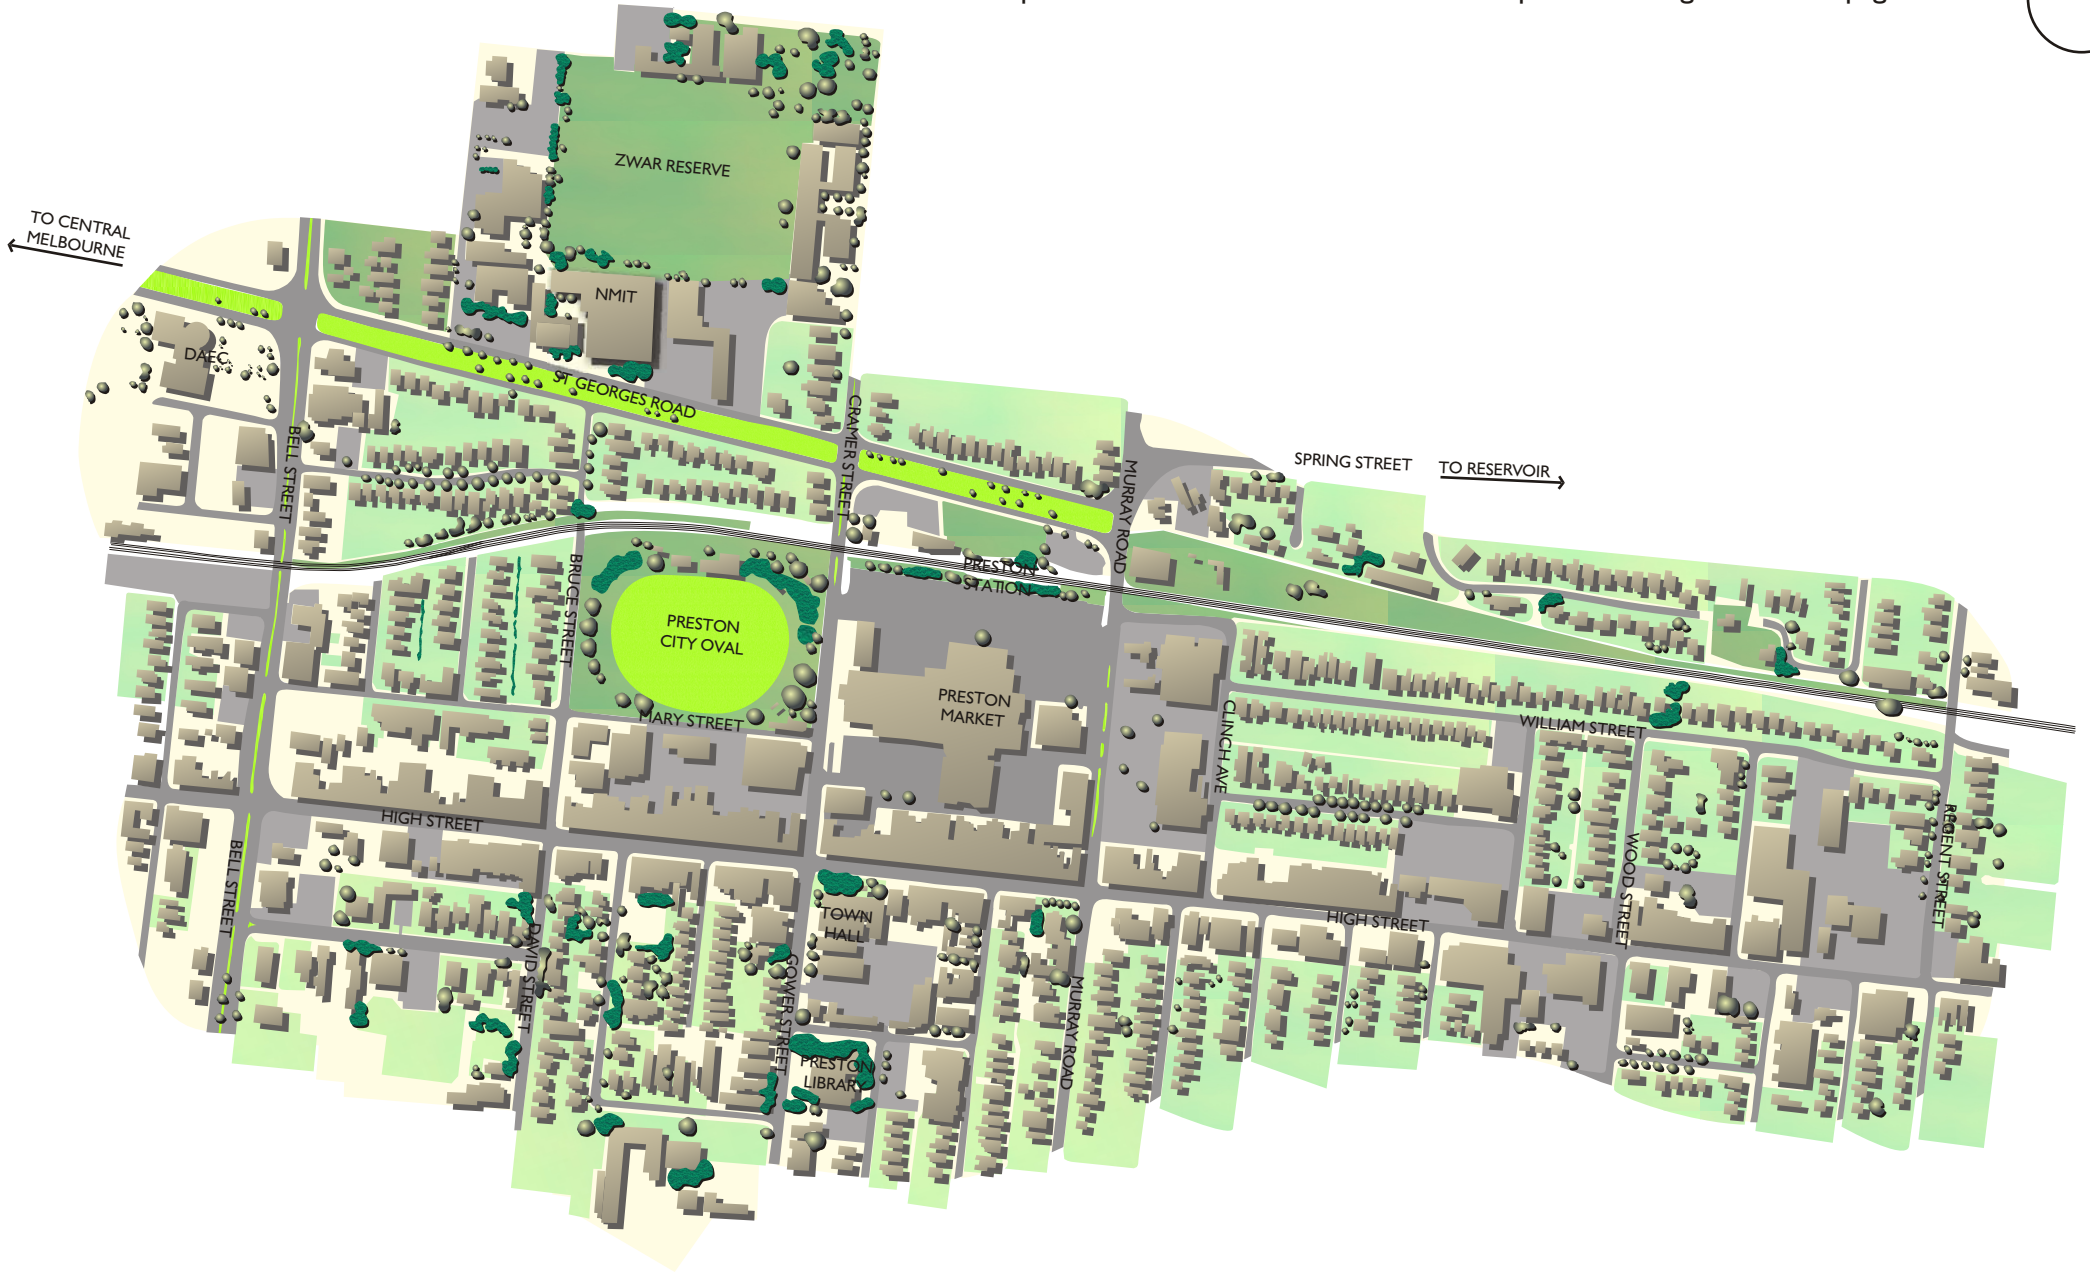 ZWAR RESERVE
TO CENTRAL
MELBOURNE
NMIT
DAEC
ST GEORGES ROAD
BELL STREET
CRAMER STREET
MURRAY ROAD
SPRING STREET
TO RESERVOIR
PRESTON
STATION
BRUCE STREET
PRESTON
CITY OVAL
MARY STREET
PRESTON
MARKET
CLINCH AVE
WILLIAM STREET
HIGH STREET
BELL STREET
WOOD STREET
REGENT STREET
TOWN
HALL
HIGH STREET
DAVID STREET
GOWER STREET
MURRAY ROAD
PRESTON
LIBRARY